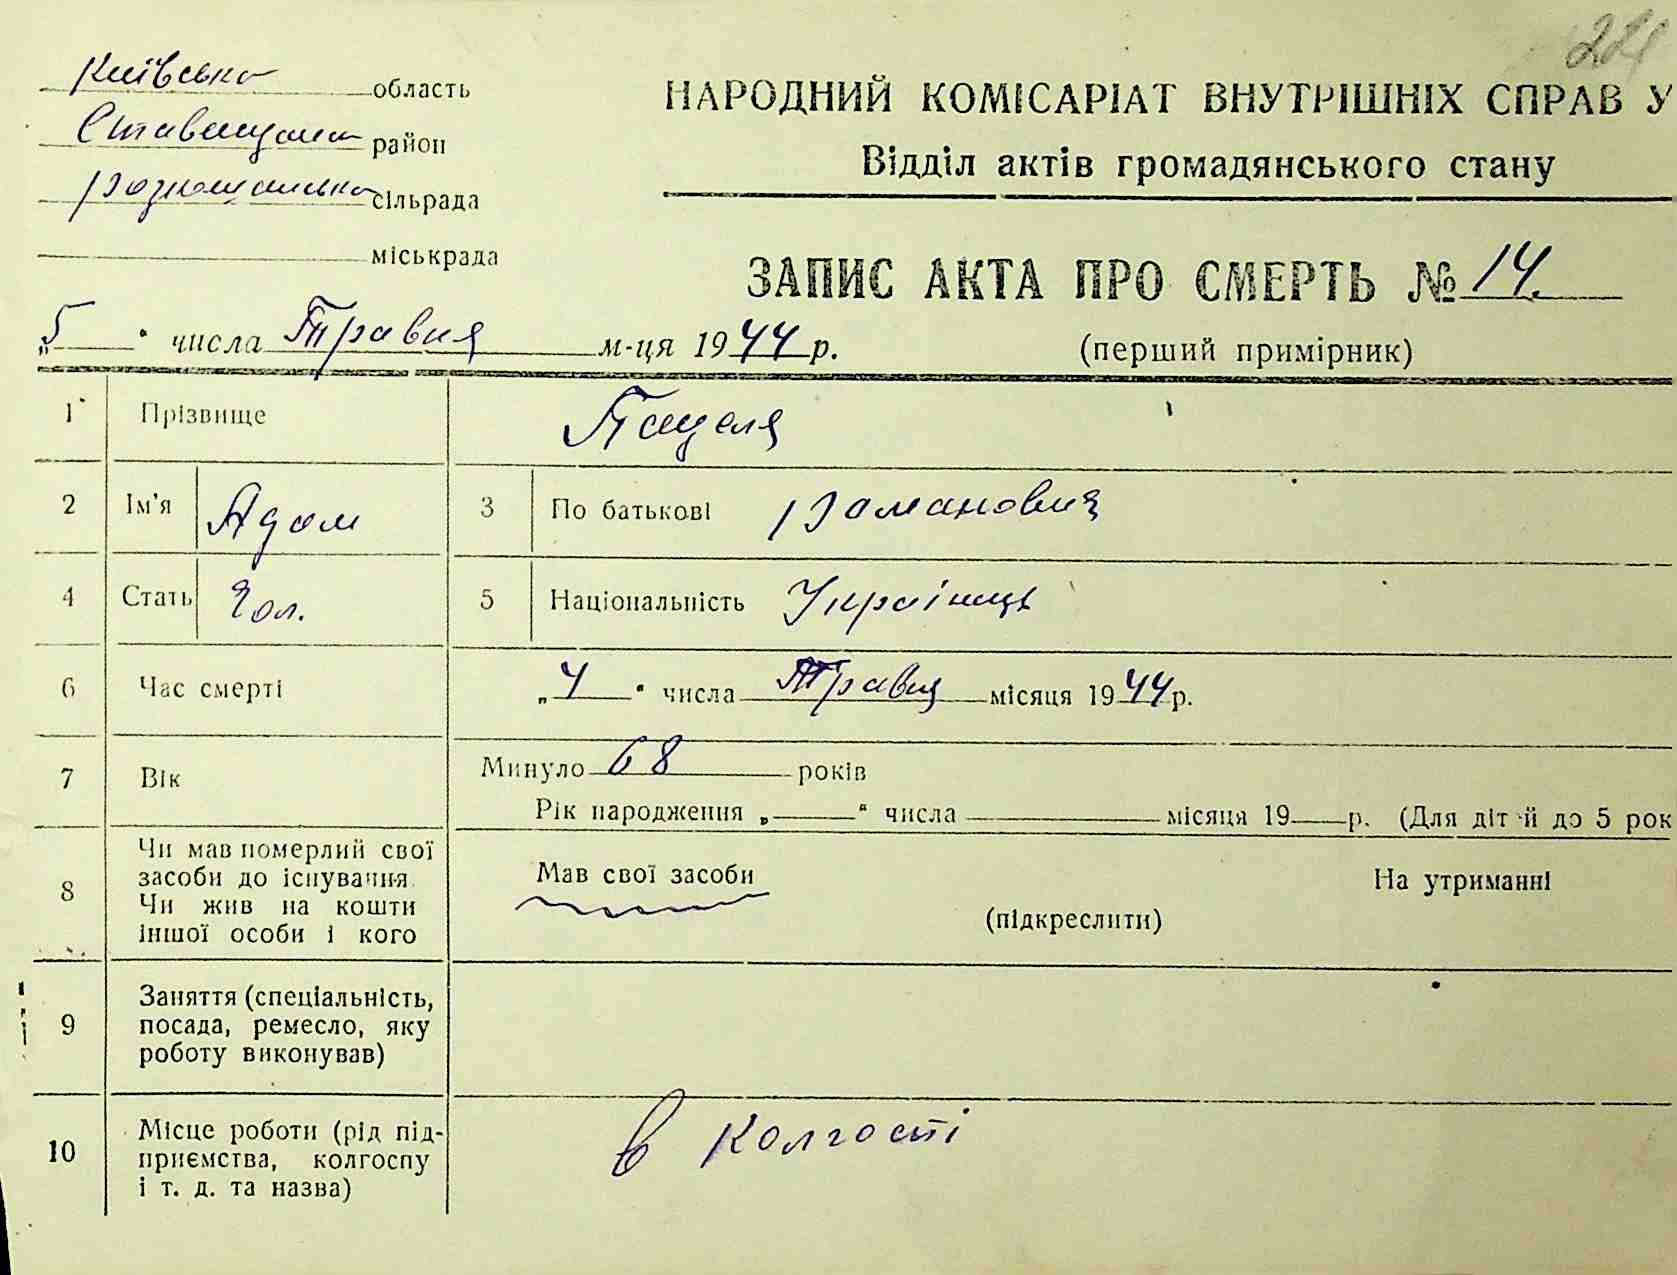 224
Київська область
НАРОДНИЙ КОМІСАРІАТ ВНУТРІШНІХ СПРАВ У
Ставищан район
Відділ актів громадянського стану
сільрада
міськрада
ЗАПИС АКТА ПРО СМЕРТЬ № 14.
„5" числа Травня м-ця 1944 р.
(перший примірник)
1 Прізвище Пацеля
2 Ім'я Адам 3 По батькові Романович
4 Стать Чол. 5 Національність Українець
6 Час смерті „4" числа Травня місяця 1944 р.
7 Вік Минуло 68 років
Рік народження „ " числа місяця 19 р. (Для діт й до 5 рок
8 Чи мав померлий свої засоби до існування. Чи жив на кошти іншої особи і кого
Мав свої засоби На утриманні
(підкреслити)
9 Заняття (спеціальність, посада, ремесло, яку роботу виконував)
10 Місце роботи (рід підприємства, колгоспу і т. д. та назва) в колгості